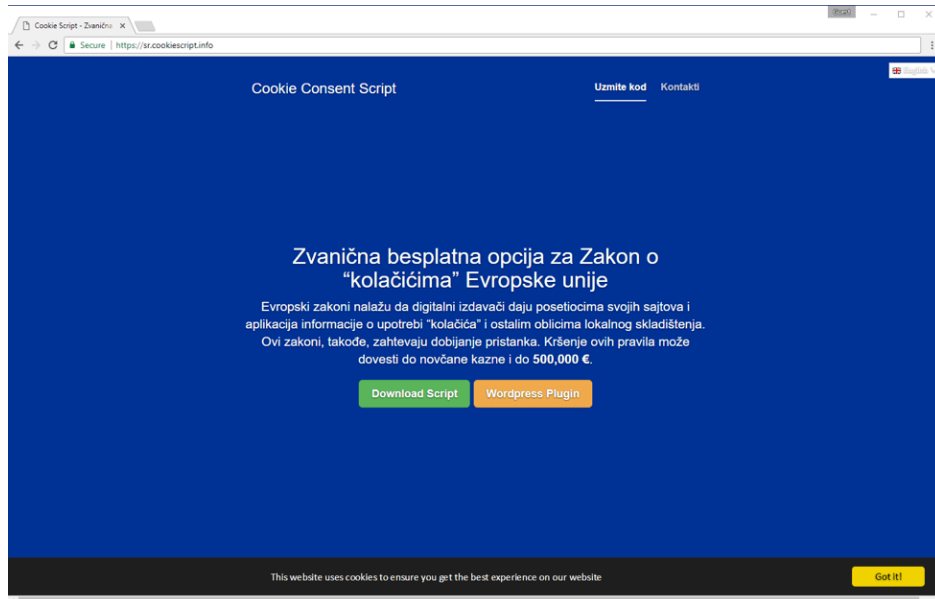 Guest
Cookie Script - Zvanična
Secure | https://sr.cookiescript.info
English
Cookie Consent Script
Uzmite kod
Kontakti
Zvanična besplatna opcija za Zakon o
“kolačićima” Evropske unije
Evropski zakoni nalažu da digitalni izdavači daju posetiocima svojih sajtova i
aplikacija informacije o upotrebi “kolačića” i ostalim oblicima lokalnog skladištenja.
Ovi zakoni, takođe, zahtevaju dobijanje pristanka. Kršenje ovih pravila može
dovesti do novčane kazne i do 500,000 €.
Download Script
Wordpress Plugin
This website uses cookies to ensure you get the best experience on our website
Got it!